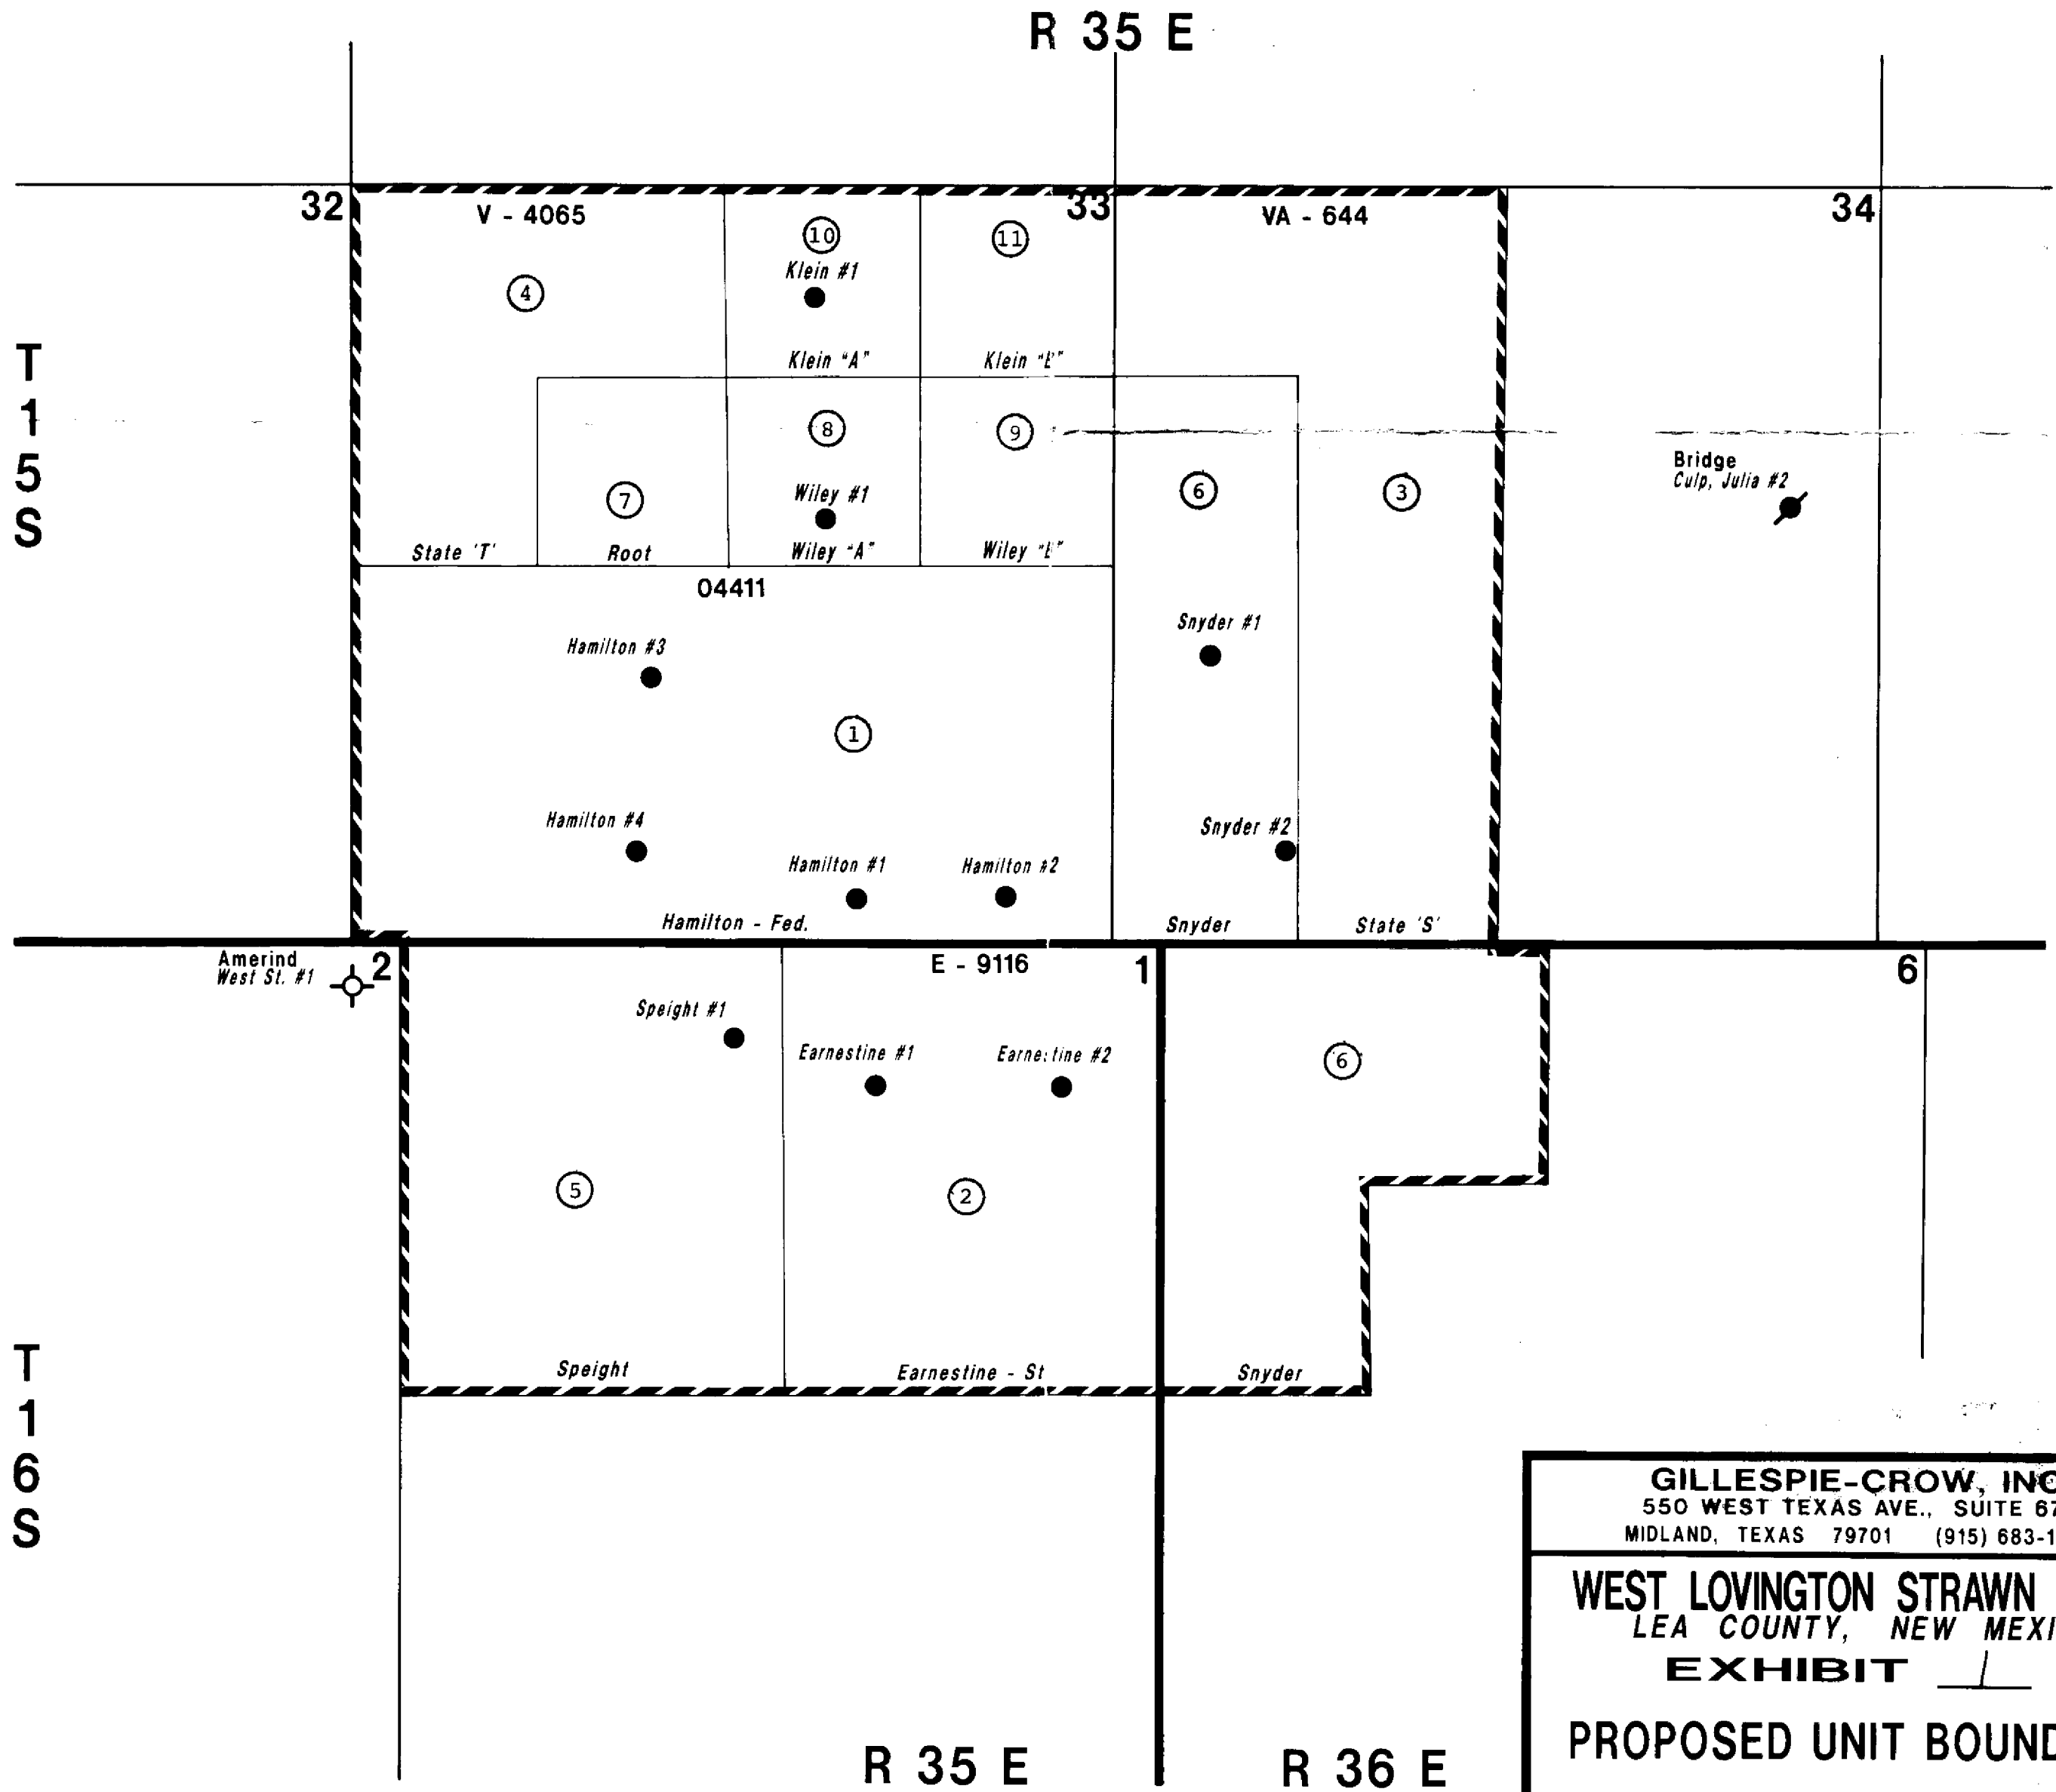 R 35 E
32
V - 4065
33
VA - 644
34
10
11
Klein #1
4
Klein "A"
Klein
T
1
5
S
8
9
Bridge
Culp, Julia #2
7
Wiley #1
6
3
State 'T'
Root
Wiley "A"
Wiley
04411
Snyder #1
Hamilton #3
1
Hamilton #4
Snyder #2
Hamilton #1
Hamilton #2
Hamilton - Fed.
Snyder
State 'S'
Amerind
West St. #1
2
E - 9116
1
6
Speight #1
Earnestine #1
Earnestine #2
6
5
2
Speight
Earnestine - St
Snyder
T
1
6
S
GILLESPIE-CROW, INC
550 WEST TEXAS AVE., SUITE 67
MIDLAND, TEXAS 79701 (915) 683-1
WEST LOVINGTON STRAWN
LEA COUNTY, NEW MEXI
EXHIBIT 1
PROPOSED UNIT BOUND
R 35 E
R 36 E